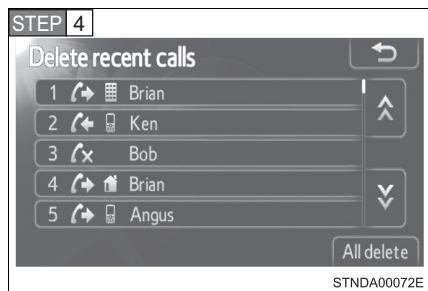 STEP 4
Delete recent calls
1 Brian
2 Ken
3 Bob
4 Brian
5 Angus
All delete
STNDA00072E